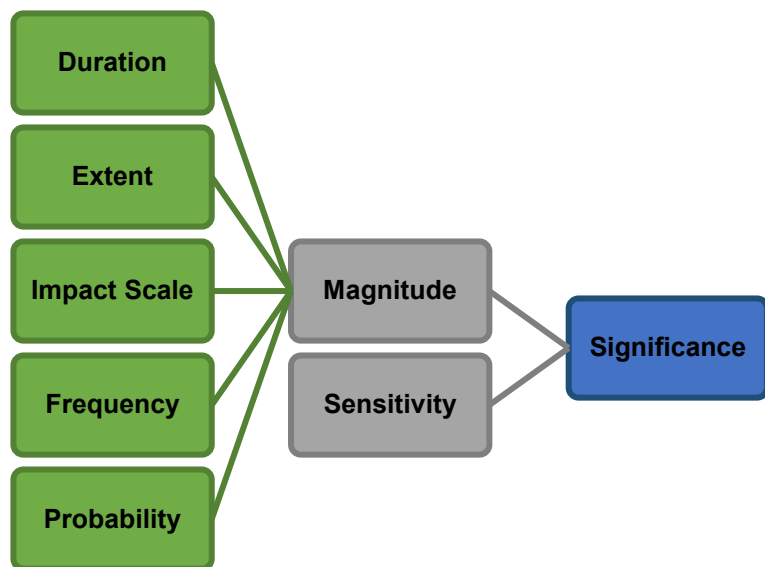 Duration
Extent
Impact Scale
Frequency
Probability
Magnitude
Sensitivity
Significance